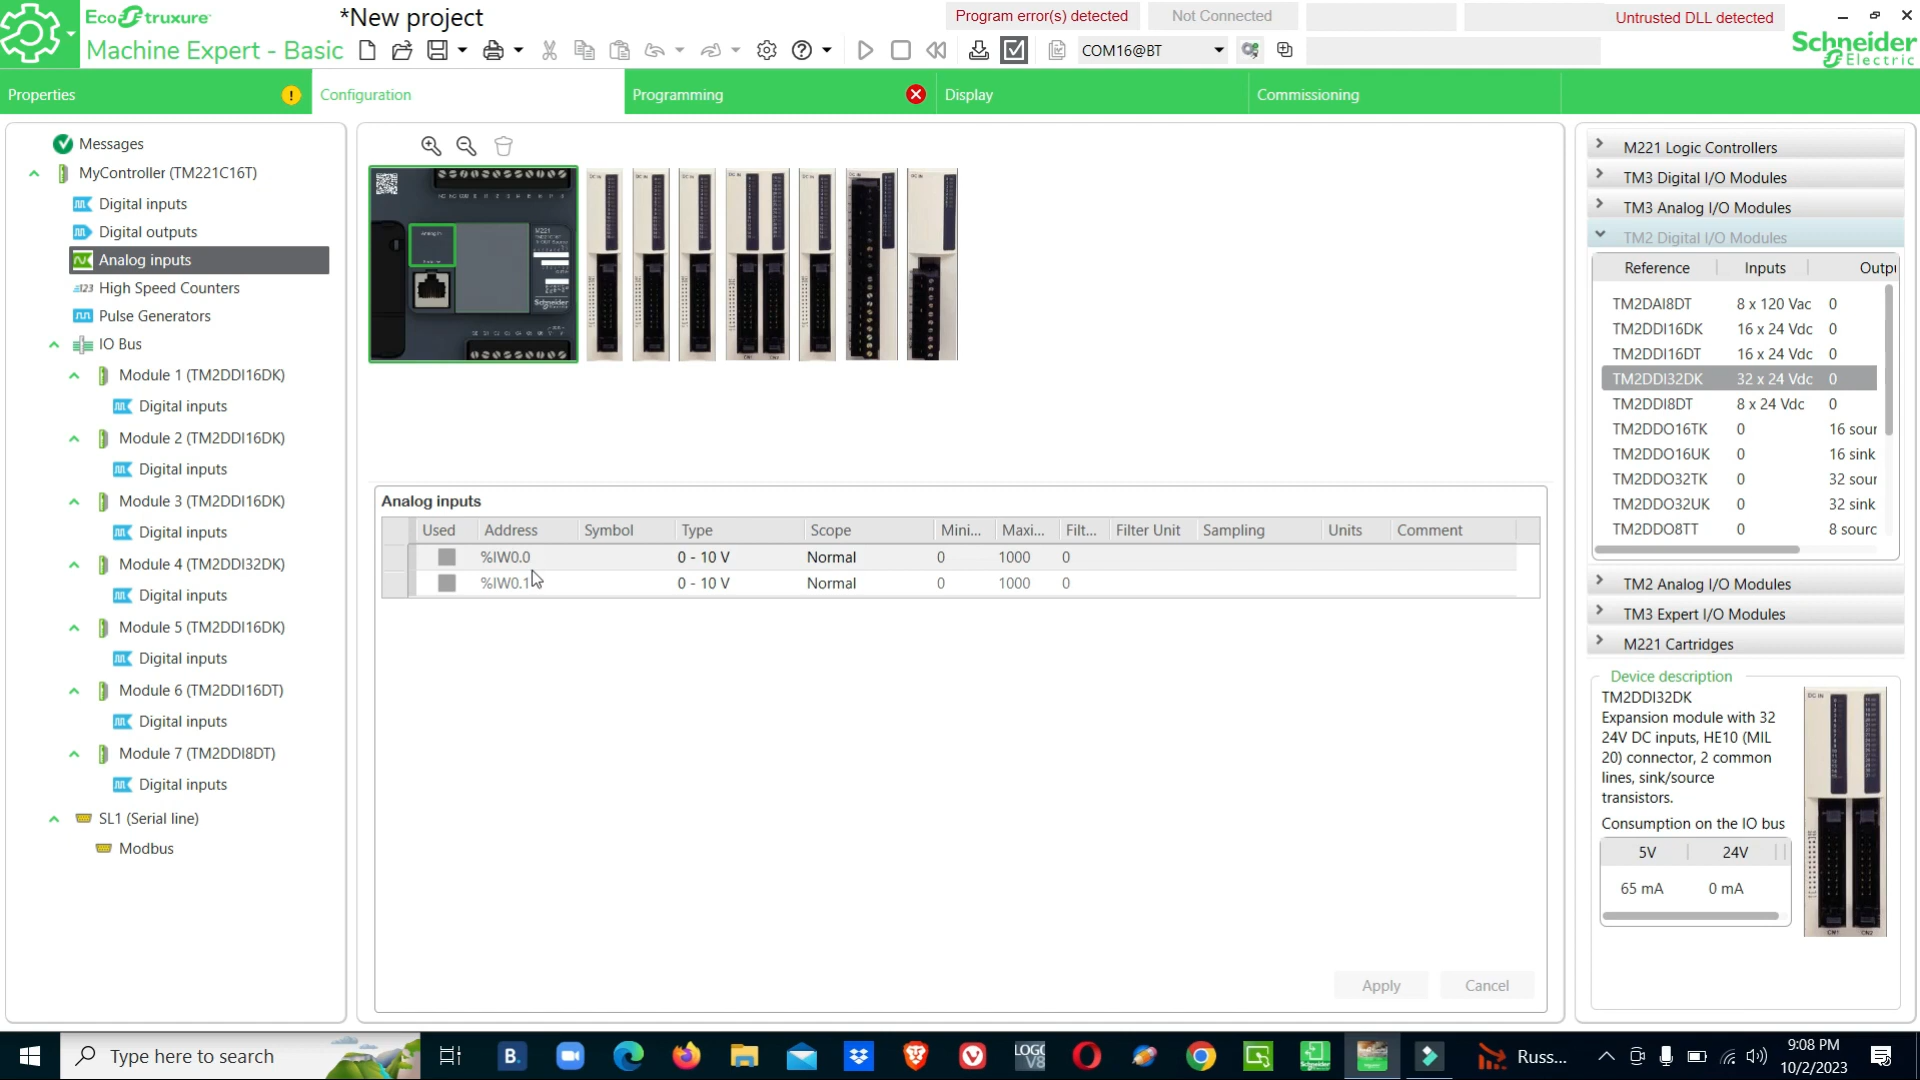 EcoStruxure
Machine Expert - Basic
*New project
Program error(s) detected
Not Connected
Untrusted DLL detected
COM16@BT
Schneider
Electric
Properties
Configuration
Programming
Display
Commissioning
Messages
MyController (TM221C16T)
Digital inputs
Digital outputs
Analog inputs
High Speed Counters
Pulse Generators
IO Bus
Module 1 (TM2DDI16DK)
Digital inputs
Module 2 (TM2DDI16DK)
Digital inputs
Module 3 (TM2DDI16DK)
Digital inputs
Module 4 (TM2DDI32DK)
Digital inputs
Module 5 (TM2DDI16DK)
Digital inputs
Module 6 (TM2DDI16DT)
Digital inputs
Module 7 (TM2DDI8DT)
Digital inputs
SL1 (Serial line)
Modbus
M221
Schneider
Analog inputs
Used Address Symbol Type Scope Mini... Maxi... Filt... Filter Unit Sampling Units Comment
%IW0.0 0 - 10 V Normal 0 1000 0
%IW0.1 0 - 10 V Normal 0 1000 0
Apply Cancel
M221 Logic Controllers
TM3 Digital I/O Modules
TM3 Analog I/O Modules
TM2 Digital I/O Modules
Reference Inputs Outpu
TM2DAI8DT 8 x 120 Vac 0
TM2DDI16DK 16 x 24 Vdc 0
TM2DDI16DT 16 x 24 Vdc 0
TM2DDI32DK 32 x 24 Vdc 0
TM2DDI8DT 8 x 24 Vdc 0
TM2DDO16TK 0 16 sour
TM2DDO16UK 0 16 sink
TM2DDO32TK 0 32 sour
TM2DDO32UK 0 32 sink
TM2DDO8TT 0 8 sourc
TM2 Analog I/O Modules
TM3 Expert I/O Modules
M221 Cartridges
Device description
TM2DDI32DK
Expansion module with 32
24V DC inputs, HE10 (MIL
20) connector, 2 common
lines, sink/source
transistors.
Consumption on the IO bus
5V 24V
65 mA 0 mA
DC IN
CN1 CN2
Type here to search
B.
LOGO
V8
Russ...
9:08 PM
10/2/2023